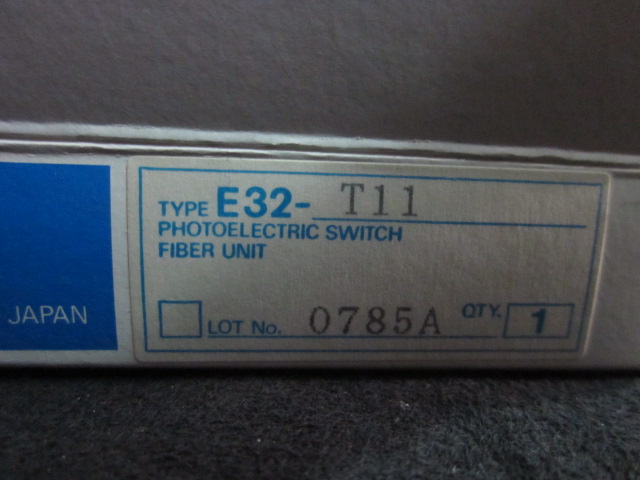 TYPE E32- T11
PHOTOELECTRIC SWITCH
FIBER UNIT
JAPAN
LOT No. 0785A QTY. 1